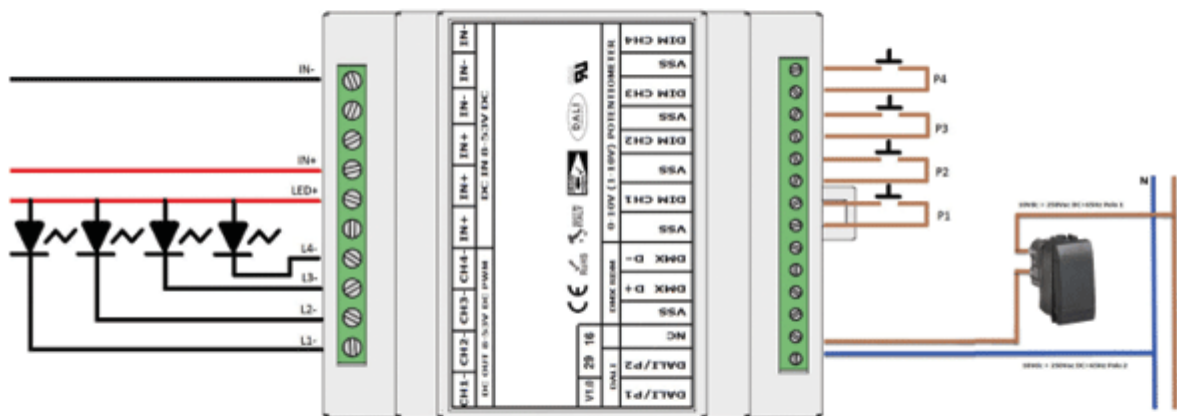 IN-
IN+
LED+
L4-
L3-
L2-
L1-
IN-
IN-
IN-
IN+
IN+
IN+
CH4-
CH3-
CH2-
CH1-
DC IN 8-53V DC
DC OUT 8-53V DC PWM
DALI
CE
RoHS
V1.0
29
16
0-10V (1-10V) POTENTIOMETER
DMX RDM
DALI
DIM CH4
VSS
DIM CH3
VSS
DIM CH2
VSS
DIM CH1
VSS
DMX D-
DMX D+
VSS
NC
DALI/P2
DALI/P1
P4
P3
P2
P1
N